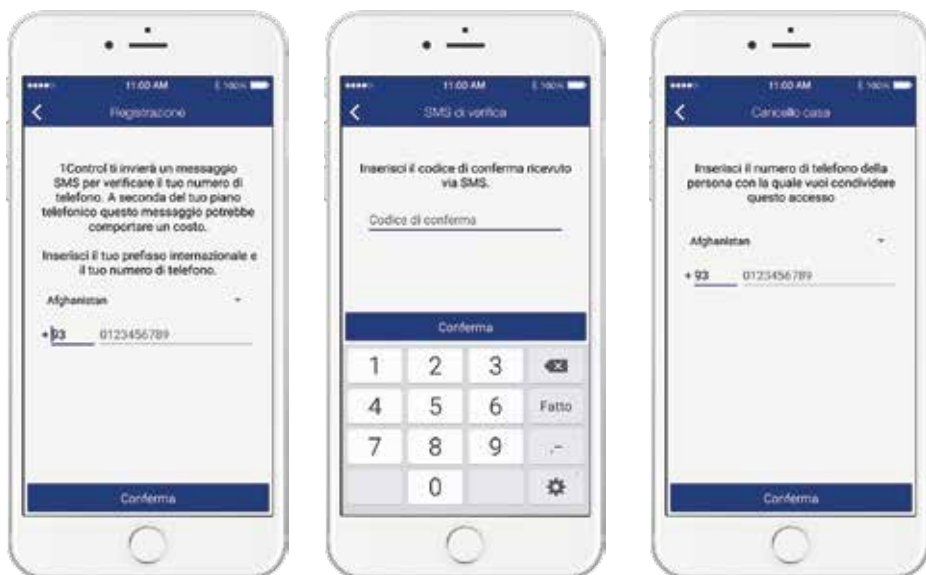 11:00 AM
100%
Registrazione
1Control ti invierà un messaggio
SMS per verificare il tuo numero di
telefono. A seconda del tuo piano
telefonico questo messaggio potrebbe
comportare un costo.
Inserisci il tuo prefisso internazionale e
il tuo numero di telefono.
Afghanistan
+ 93 0123456789
Conferma
11:00 AM
100%
SMS di verifica
Inserisci il codice di conferma ricevuto
via SMS.
Codice di conferma
Conferma
1 2 3
4 5 6 Fatto
7 8 9 .-
0
11:00 AM
100%
Cancello casa
Inserisci il numero di telefono della
persona con la quale vuoi condividere
questo accesso
Afghanistan
+ 93 0123456789
Conferma